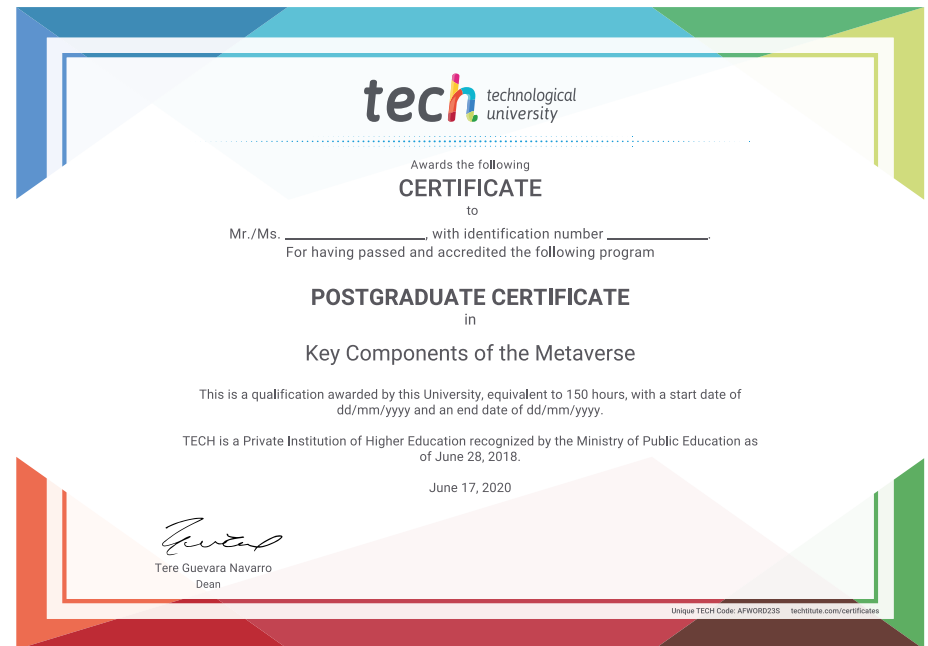 tech technological
university
Awards the following
CERTIFICATE
to
Mr./Ms. ____________________, with identification number ______________.
For having passed and accredited the following program
POSTGRADUATE CERTIFICATE
in
Key Components of the Metaverse
This is a qualification awarded by this University, equivalent to 150 hours, with a start date of
dd/mm/yyyy and an end date of dd/mm/yyyy.
TECH is a Private Institution of Higher Education recognized by the Ministry of Public Education as
of June 28, 2018.
June 17, 2020
Tere Guevara Navarro
Dean
Unique TECH Code: AFWORD23S techtitute.com/certificates